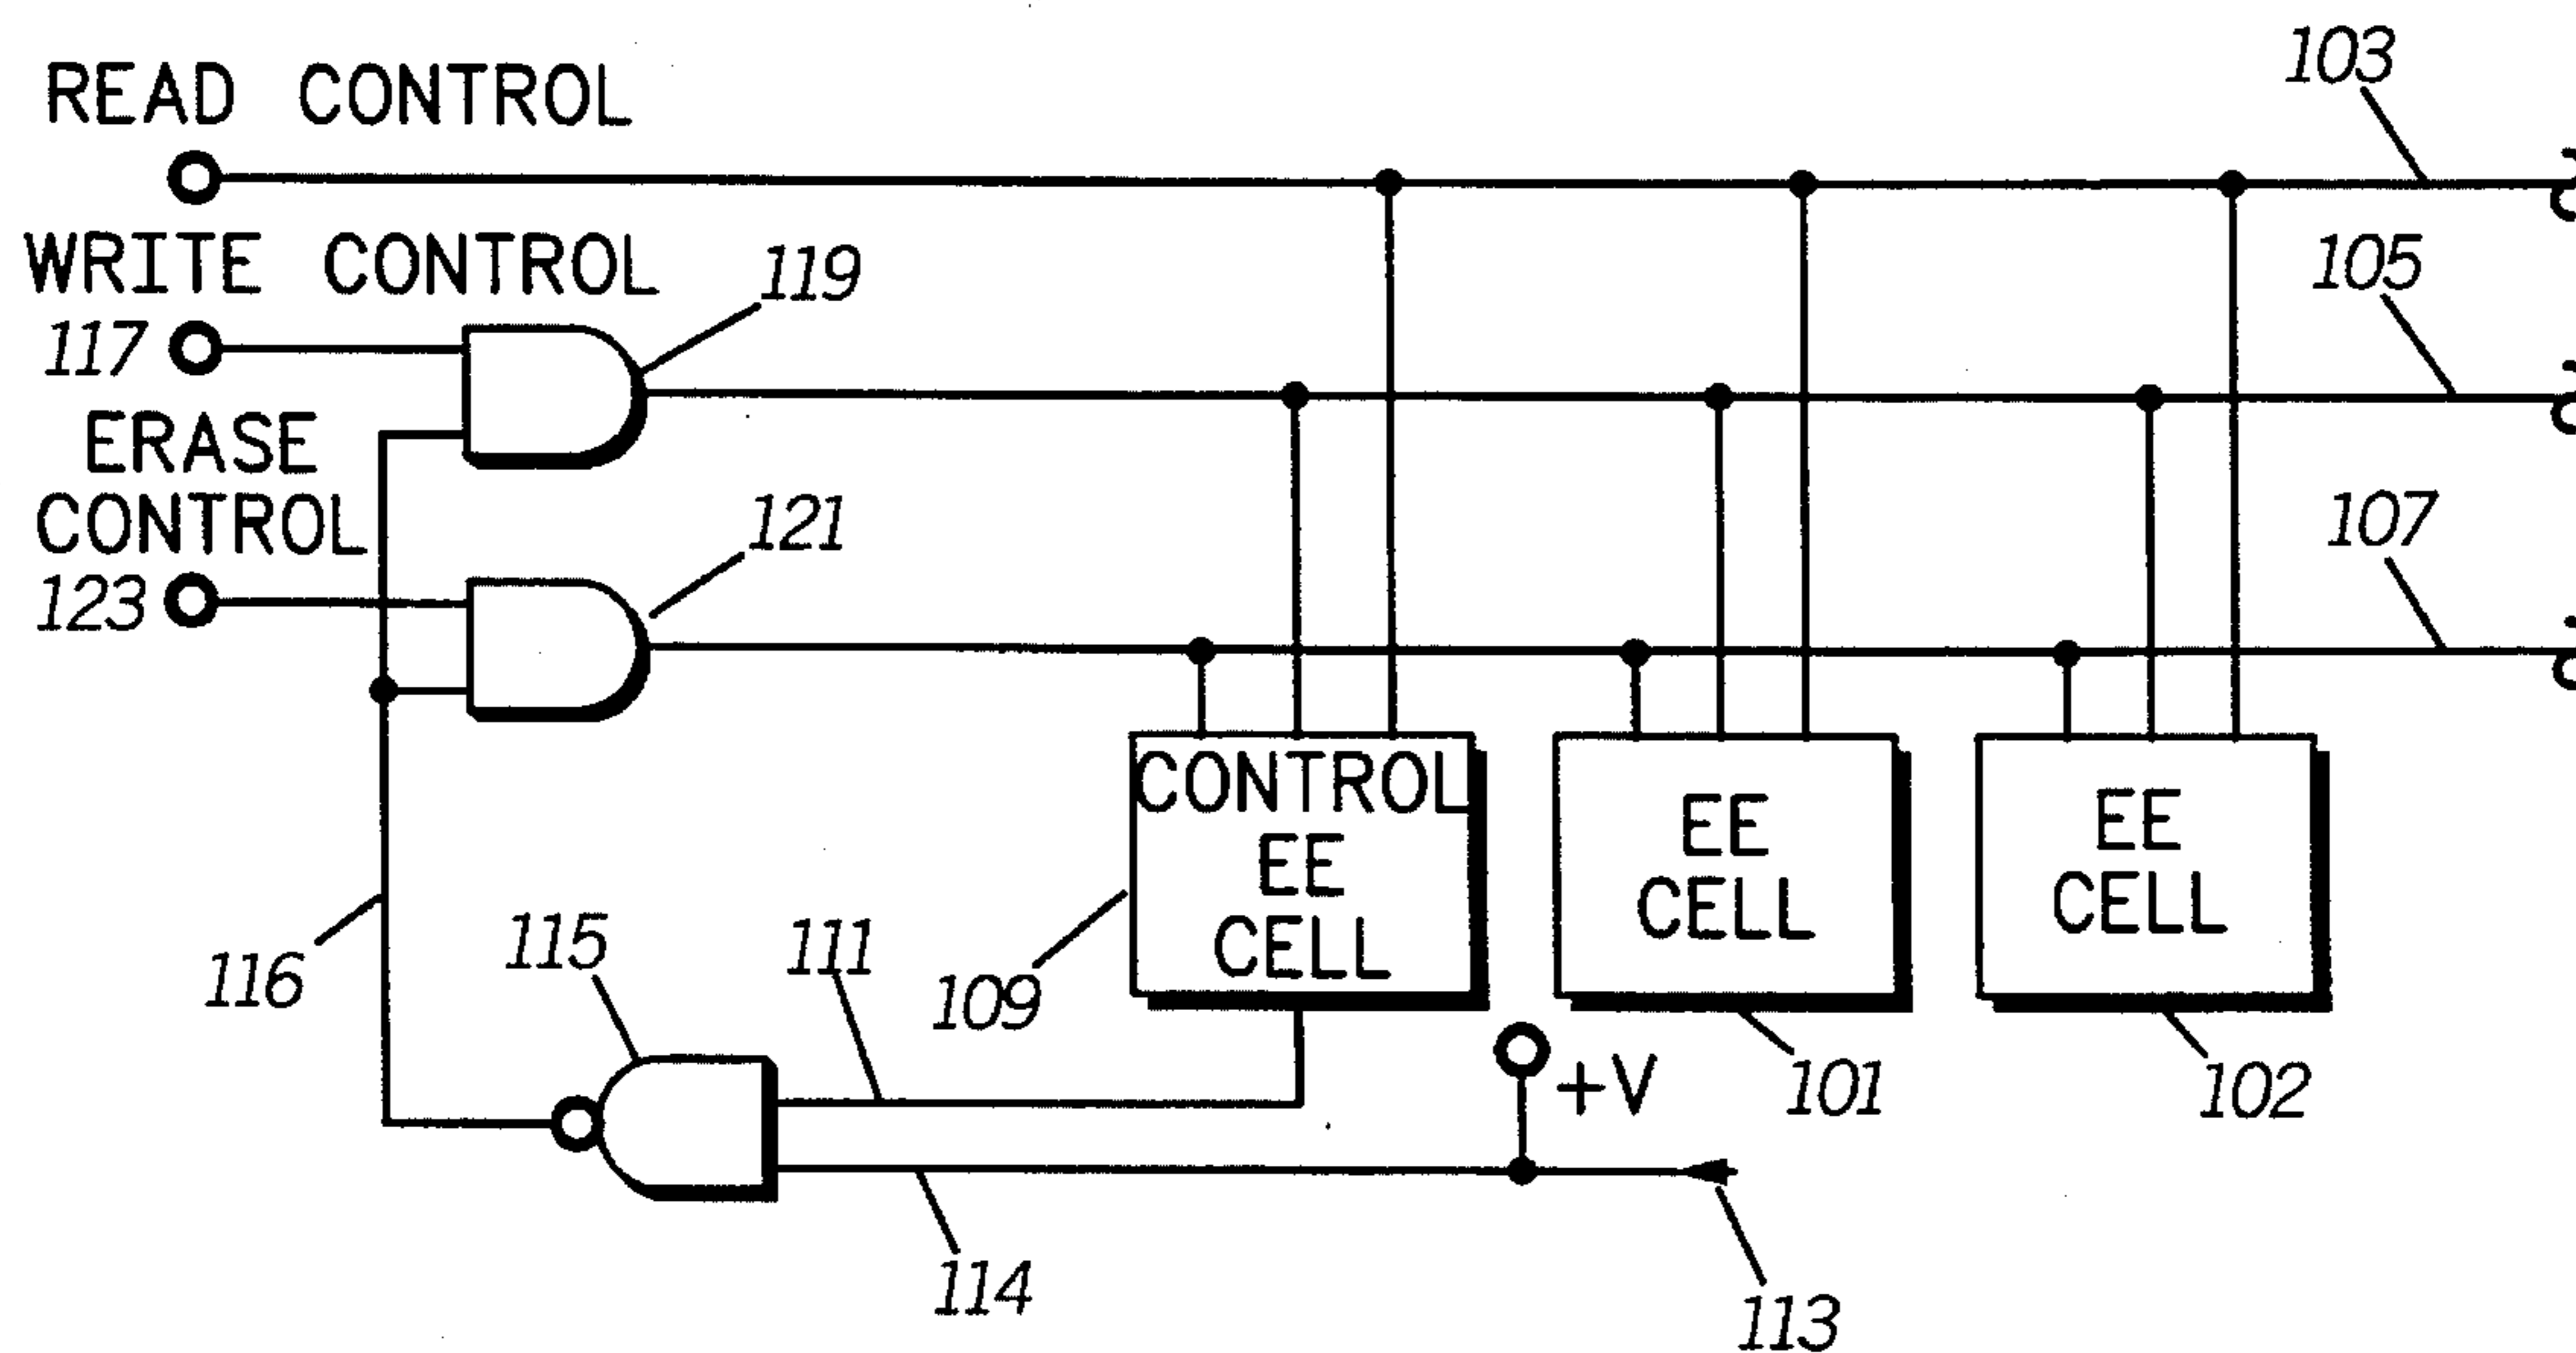 READ CONTROL
103
WRITE CONTROL
119
105
117
ERASE
CONTROL
121
107
123
CONTROL
EE
CELL
EE
CELL
EE
CELL
116
115
111
109
+V
101
102
114
113